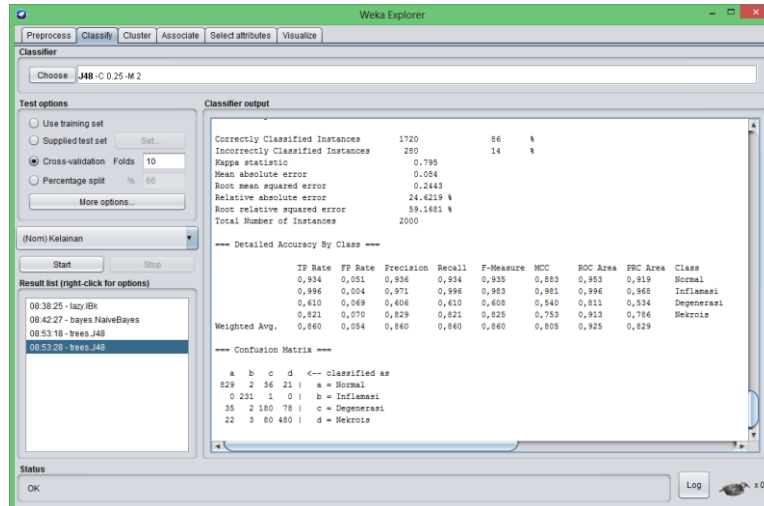 Weka Explorer
Preprocess Classify Cluster Associate Select attributes Visualize
Classifier
Choose J48 -C 0.25 -M 2
Test options
Use training set
Supplied test set Set...
Cross-validation Folds 10
Percentage split % 66
More options...
(Nom) Kelainan
Start Stop
Result list (right-click for options)
08:38:25 - lazy.IBk
08:42:27 - bayes.NaiveBayes
08:53:18 - trees.J48
08:53:28 - trees.J48
Classifier output
Correctly Classified Instances 1720 86 %
Incorrectly Classified Instances 280 14 %
Kappa statistic 0.795
Mean absolute error 0.084
Root mean squared error 0.2443
Relative absolute error 24.6219 %
Root relative squared error 59.1681 %
Total Number of Instances 2000
=== Detailed Accuracy By Class ===
TP Rate FP Rate Precision Recall F-Measure MCC ROC Area PRC Area Class
0,934 0,051 0,936 0,934 0,935 0,883 0,953 0,919 Normal
0,996 0,004 0,971 0,996 0,983 0,981 0,996 0,968 Inflamasi
0,610 0,069 0,606 0,610 0,608 0,540 0,811 0,534 Degenerasi
0,821 0,070 0,829 0,821 0,825 0,753 0,913 0,786 Nekrois
Weighted Avg. 0,860 0,054 0,860 0,860 0,860 0,805 0,925 0,829
=== Confusion Matrix ===
a b c d <-- classified as
829 2 36 21 | a = Normal
0 231 1 0 | b = Inflamasi
35 2 180 78 | c = Degenerasi
22 3 80 480 | d = Nekrois
Status
OK
Log
x 0